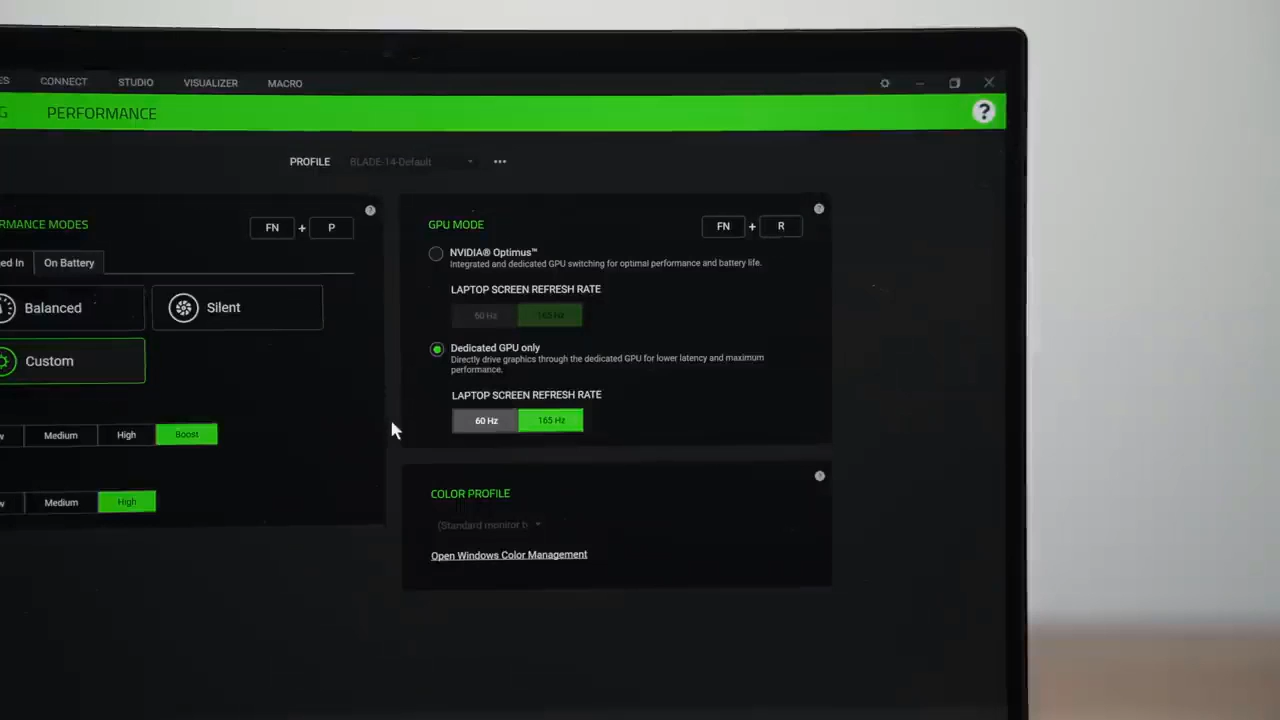 ES CONNECT STUDIO VISUALIZER MACRO
G PERFORMANCE ?
PROFILE BLADE-14-Default
RMANCE MODES FN + P
ed In On Battery
Balanced Silent
Custom
w Medium High Boost
w Medium High
GPU MODE FN + R
NVIDIA® Optimus™
Integrated and dedicated GPU switching for optimal performance and battery life.
LAPTOP SCREEN REFRESH RATE
60 Hz 165 Hz
Dedicated GPU only
Directly drive graphics through the dedicated GPU for lower latency and maximum
performance.
LAPTOP SCREEN REFRESH RATE
60 Hz 165 Hz
COLOR PROFILE
(Standard monitor b
Open Windows Color Management